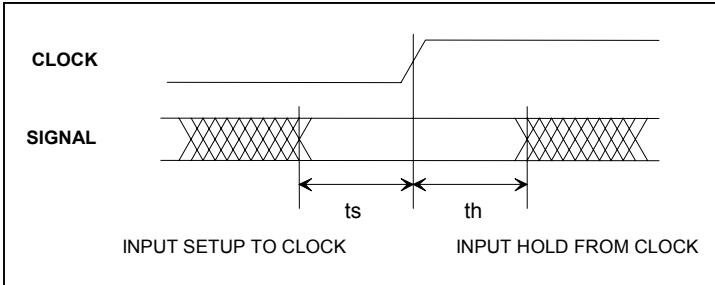 CLOCK
SIGNAL
ts th
INPUT SETUP TO CLOCK INPUT HOLD FROM CLOCK